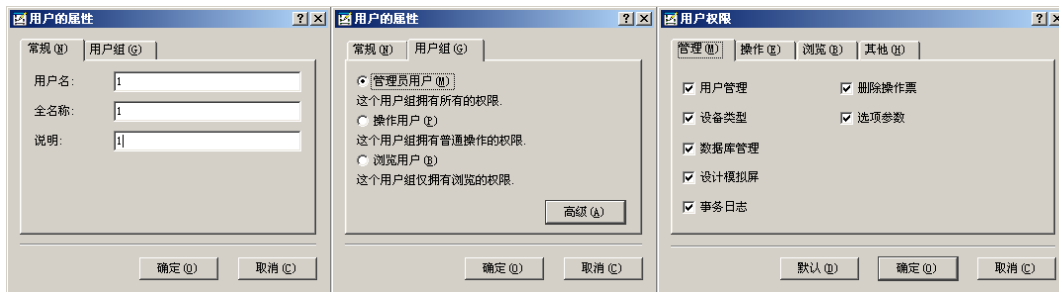 用户的属性
常规(N) 用户组(G)
用户名: 1
全名称: 1
说明: 1
确定(O) 取消(C)
用户的属性
常规(N) 用户组(G)
管理员用户(M)
这个用户组拥有所有的权限.
操作用户(P)
这个用户组拥有普通操作的权限.
浏览用户(B)
这个用户组仅拥有浏览的权限.
高级(A)
确定(O) 取消(C)
用户权限
管理(M) 操作(E) 浏览(B) 其他(H)
用户管理 删除操作票
设备类型 选项参数
数据库管理
设计模拟屏
事务日志
默认(D) 确定(O) 取消(C)